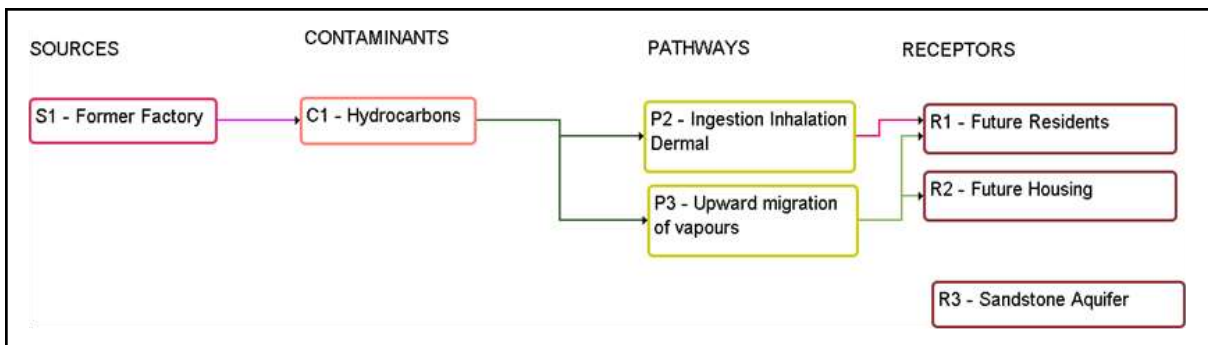 SOURCES
CONTAMINANTS
PATHWAYS
RECEPTORS
S1 - Former Factory
C1 - Hydrocarbons
P2 - Ingestion Inhalation
Dermal
R1 - Future Residents
P3 - Upward migration
of vapours
R2 - Future Housing
R3 - Sandstone Aquifer